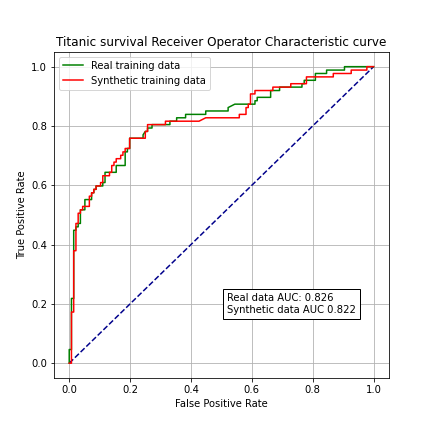 Titanic survival Receiver Operator Characteristic curve
Real training data
Synthetic training data
1.0
0.8
0.6
0.4
0.2
0.0
True Positive Rate
Real data AUC: 0.826
Synthetic data AUC 0.822
0.0 0.2 0.4 0.6 0.8 1.0
False Positive Rate